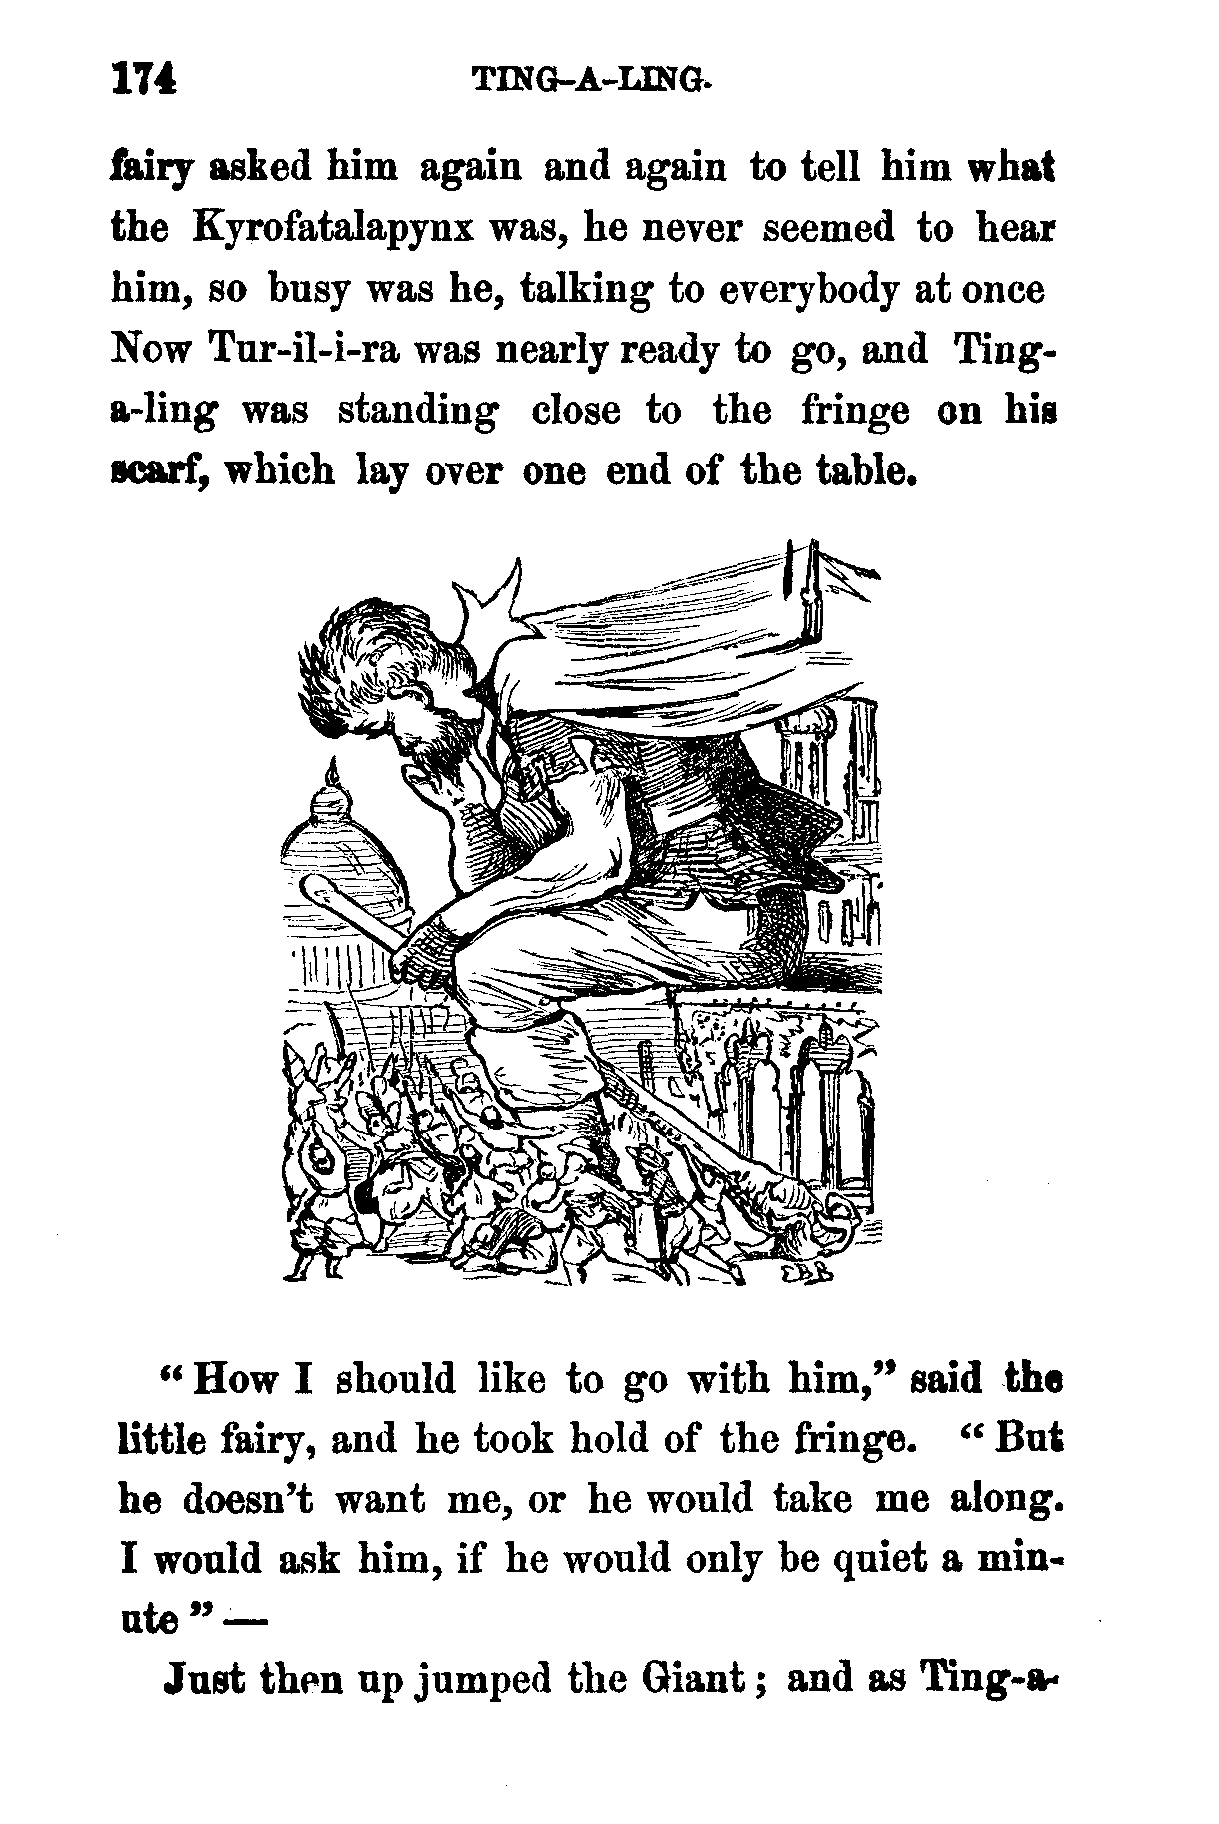 174 TING-A-LING.
fairy asked him again and again to tell him what
the Kyrofatalapynx was, he never seemed to hear
him, so busy was he, talking to everybody at once
Now Tur-il-i-ra was nearly ready to go, and Ting-
a-ling was standing close to the fringe on his
scarf, which lay over one end of the table.
EBB
“ How I should like to go with him,” said the
little fairy, and he took hold of the fringe. “ But
he doesn’t want me, or he would take me along.
I would ask him, if he would only be quiet a min-
ute ” —
Just then up jumped the Giant ; and as Ting-a-